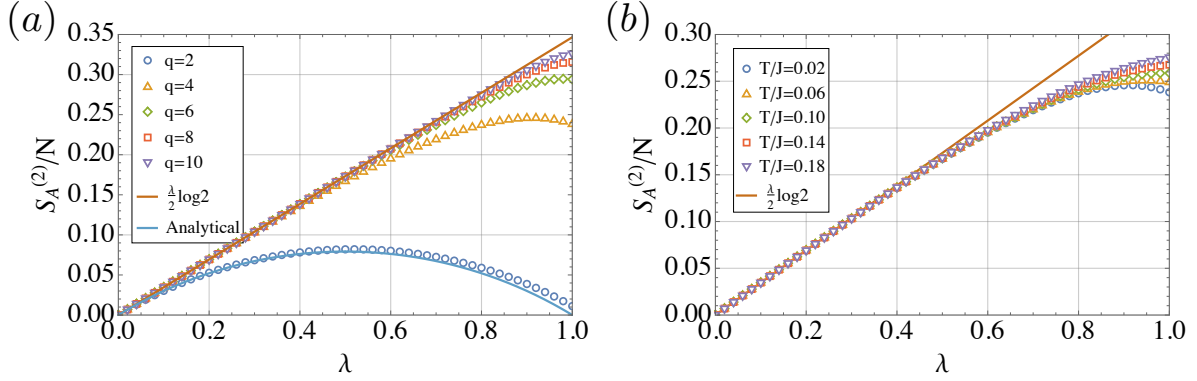 (a)
0.35
0.30
0.25
0.20
0.15
0.10
0.05
0.00
S_A^(2)/N
q=2
q=4
q=6
q=8
q=10
λ/2 log2
Analytical
0.0 0.2 0.4 0.6 0.8 1.0
λ
(b)
0.30
0.25
0.20
0.15
0.10
0.05
0.00
S_A^(2)/N
T/J=0.02
T/J=0.06
T/J=0.10
T/J=0.14
T/J=0.18
λ/2 log2
0.0 0.2 0.4 0.6 0.8 1.0
λ